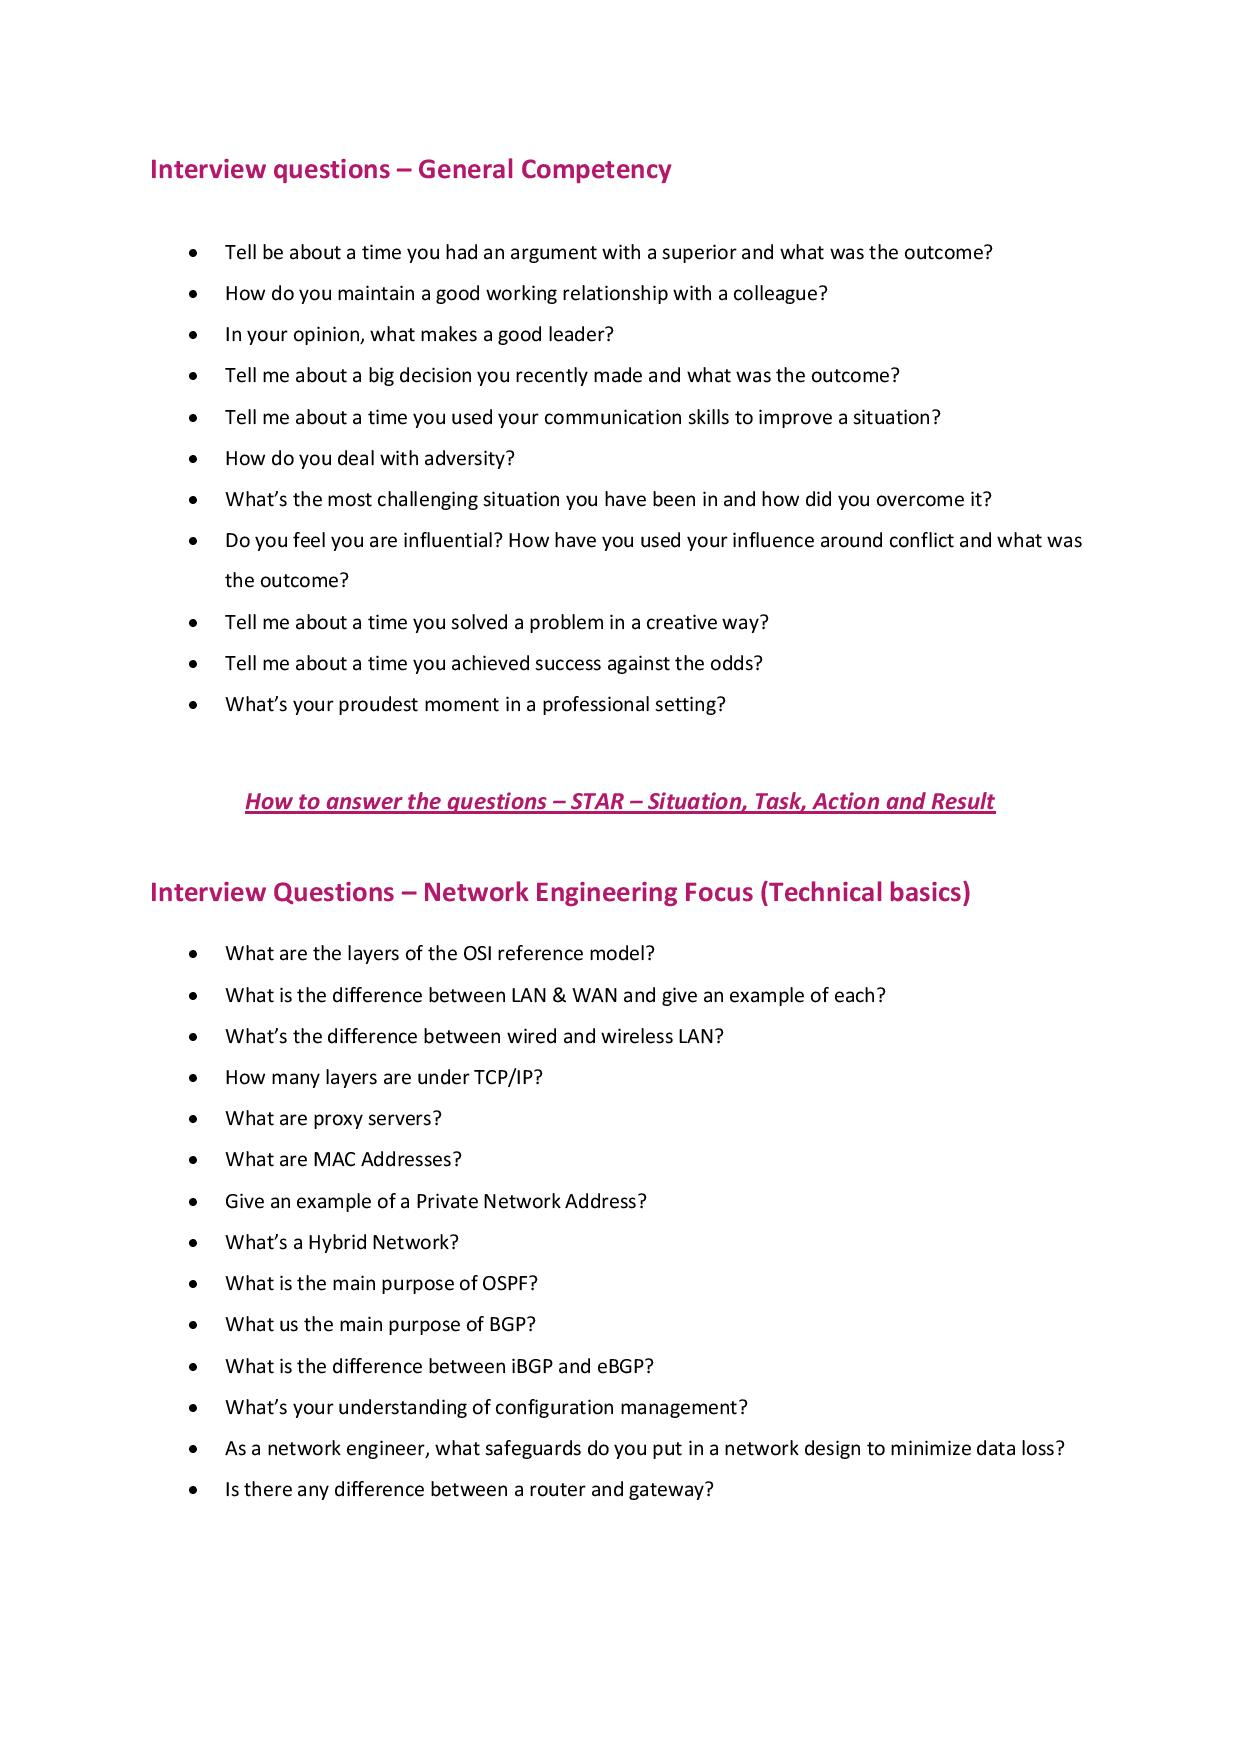 Interview questions – General Competency
• Tell be about a time you had an argument with a superior and what was the outcome?
• How do you maintain a good working relationship with a colleague?
• In your opinion, what makes a good leader?
• Tell me about a big decision you recently made and what was the outcome?
• Tell me about a time you used your communication skills to improve a situation?
• How do you deal with adversity?
• What’s the most challenging situation you have been in and how did you overcome it?
• Do you feel you are influential? How have you used your influence around conflict and what was
the outcome?
• Tell me about a time you solved a problem in a creative way?
• Tell me about a time you achieved success against the odds?
• What’s your proudest moment in a professional setting?
How to answer the questions – STAR – Situation, Task, Action and Result
Interview Questions – Network Engineering Focus (Technical basics)
• What are the layers of the OSI reference model?
• What is the difference between LAN & WAN and give an example of each?
• What’s the difference between wired and wireless LAN?
• How many layers are under TCP/IP?
• What are proxy servers?
• What are MAC Addresses?
• Give an example of a Private Network Address?
• What’s a Hybrid Network?
• What is the main purpose of OSPF?
• What us the main purpose of BGP?
• What is the difference between iBGP and eBGP?
• What’s your understanding of configuration management?
• As a network engineer, what safeguards do you put in a network design to minimize data loss?
• Is there any difference between a router and gateway?